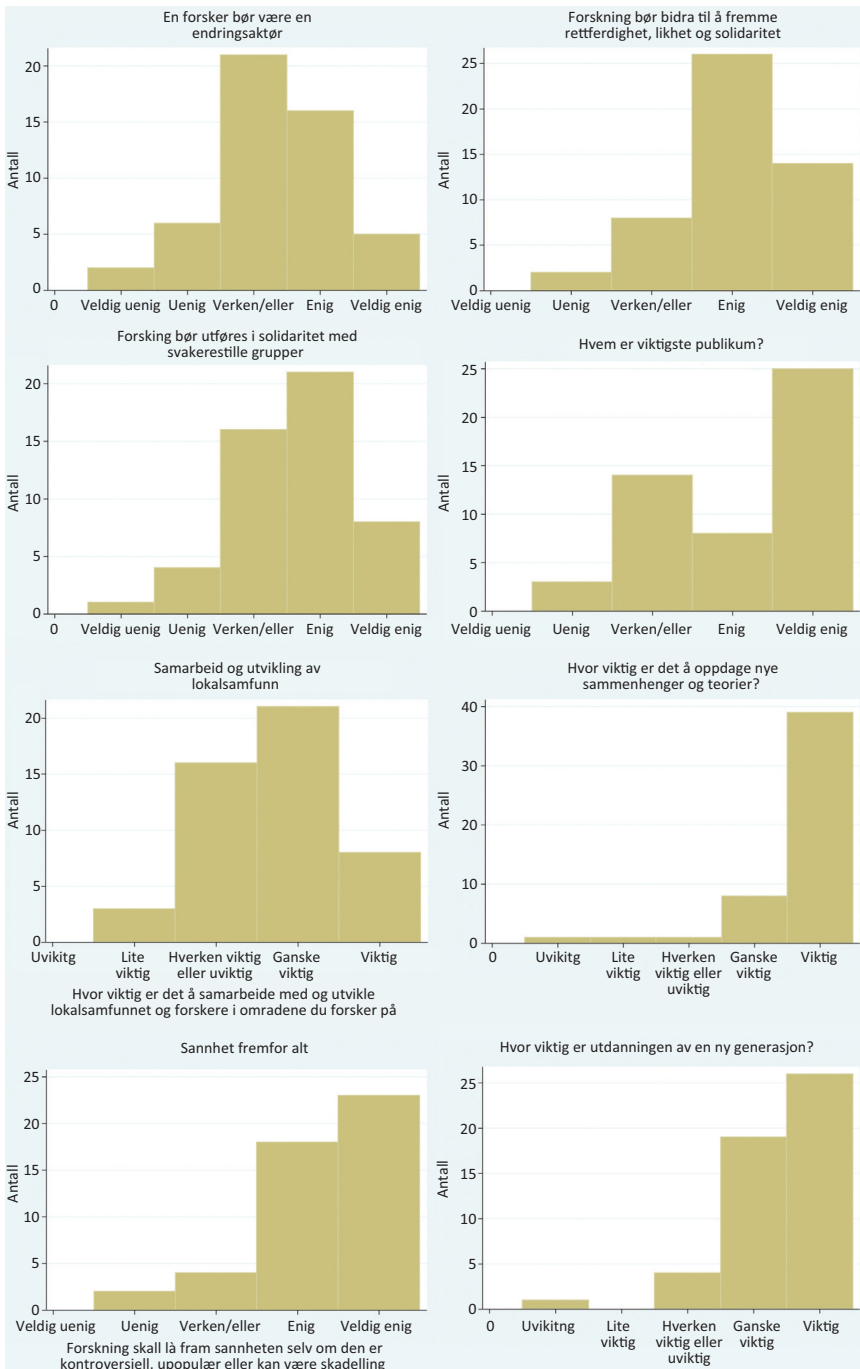 En forsker bør være en
endringsaktør
Antall
20
15
10
5
0
0 Veldig uenig Uenig Verken/eller Enig Veldig enig
Forskning bør bidra til å fremme
rettferdighet, likhet og solidaritet
Antall
25
20
15
10
5
0
Veldig uenig Uenig Verken/eller Enig Veldig enig
Forsking bør utføres i solidaritet med
svakerestille grupper
Antall
20
15
10
5
0
0 Veldig uenig Uenig Verken/eller Enig Veldig enig
Hvem er viktigste publikum?
Antall
25
20
15
10
5
0
Veldig uenig Uenig Verken/eller Enig Veldig enig
Samarbeid og utvikling av
lokalsamfunn
Antall
20
15
10
5
0
Uvikitg Lite Hverken viktig Ganske Viktig
viktig eller uviktig viktig
Hvor viktig er det å samarbeide med og utvikle
lokalsamfunnet og forskere i omradene du forsker på
Hvor viktig er det å oppdage nye
sammenhenger og teorier?
Antall
40
30
20
10
0
0 Uvikitg Lite Hverken Ganske Viktig
viktig viktig eller viktig
uviktig
Sannhet fremfor alt
Antall
25
20
15
10
5
0
Veldig uenig Uenig Verken/eller Enig Veldig enig
Forskning skall là fram sannheten selv om den er
kontroversiell, upopulær eller kan være skadelling
Hvor viktig er utdanningen av en ny generasjon?
Antall
25
20
15
10
5
0
0 Uvikitng Lite Hverken Ganske Viktig
viktig viktig eller viktig
uviktig